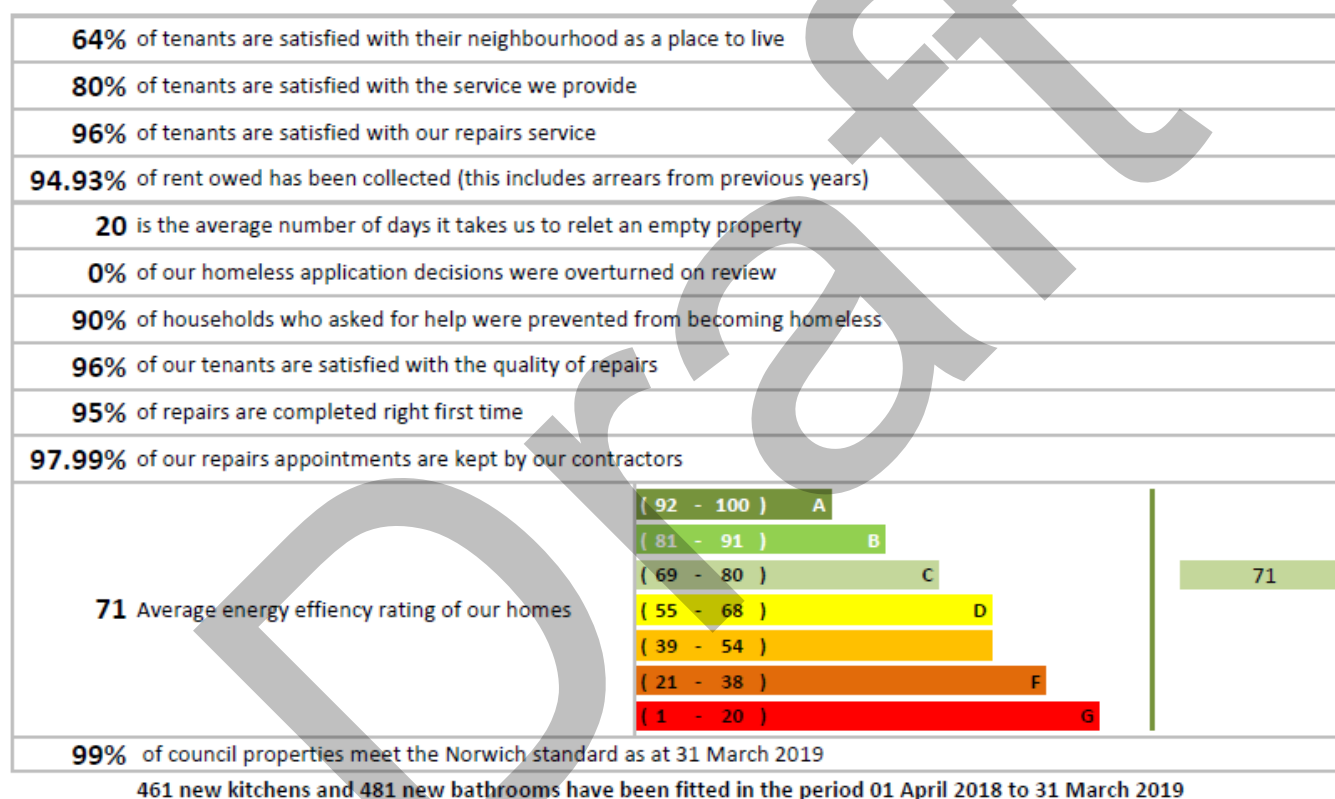 64% of tenants are satisfied with their neighbourhood as a place to live
80% of tenants are satisfied with the service we provide
96% of tenants are satisfied with our repairs service
94.93% of rent owed has been collected (this includes arrears from previous years)
20 is the average number of days it takes us to relet an empty property
0% of our homeless application decisions were overturned on review
90% of households who asked for help were prevented from becoming homeless
96% of our tenants are satisfied with the quality of repairs
95% of repairs are completed right first time
97.99% of our repairs appointments are kept by our contractors
( 92 - 100 ) A
( 81 - 91 ) B
( 69 - 80 ) C
71
( 55 - 68 ) D
71 Average energy effiency rating of our homes
( 39 - 54 )
( 21 - 38 ) F
( 1 - 20 ) G
99% of council properties meet the Norwich standard as at 31 March 2019
461 new kitchens and 481 new bathrooms have been fitted in the period 01 April 2018 to 31 March 2019
Draft